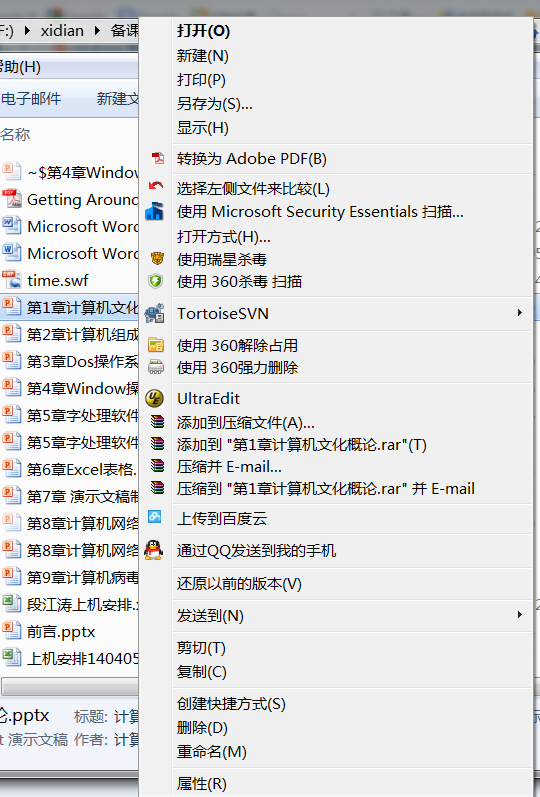 F:) xidian 备课
帮助(H)
电子邮件 新建文
名称
~$第4章Window
Getting Around
Microsoft Word
Microsoft Word
time.swf
第1章计算机文化
第2章计算机组成
第3章Dos操作系
第4章Window操
第5章字处理软件
第5章字处理软件
第6章Excel表格.
第7章 演示文稿制
第8章计算机网络
第8章计算机网络
第9章计算机病毒
段江涛上机安排.x
前言.pptx
上机安排140405
论.pptx 标题: 计算
t 演示文稿 作者: 计算
打开(O)
新建(N)
打印(P)
另存为(S)...
显示(H)
转换为 Adobe PDF(B)
选择左侧文件来比较(L)
使用 Microsoft Security Essentials 扫描...
打开方式(H)...
使用瑞星杀毒
使用 360杀毒 扫描
TortoiseSVN
使用 360解除占用
使用 360强力删除
UltraEdit
添加到压缩文件(A)...
添加到 "第1章计算机文化概论.rar"(T)
压缩并 E-mail...
压缩到 "第1章计算机文化概论.rar" 并 E-mail
上传到百度云
通过QQ发送到我的手机
还原以前的版本(V)
发送到(N)
剪切(T)
复制(C)
创建快捷方式(S)
删除(D)
重命名(M)
属性(R)